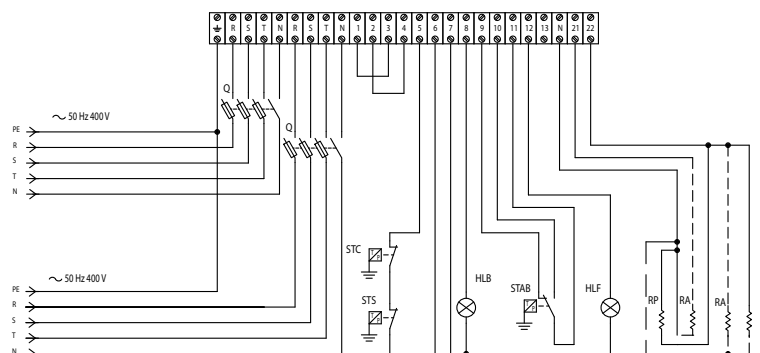 R S T N R S T N 1 2 3 4 5 6 7 8 9 10 11 12 13 N 21 22
Q
50 Hz 400 V
Q
PE
R
S
T
N
STC
T P
50 Hz 400 V
HLB
STAB
HLF
PE
STS
RP
RA
RA
R
T P
T P
S
T
N